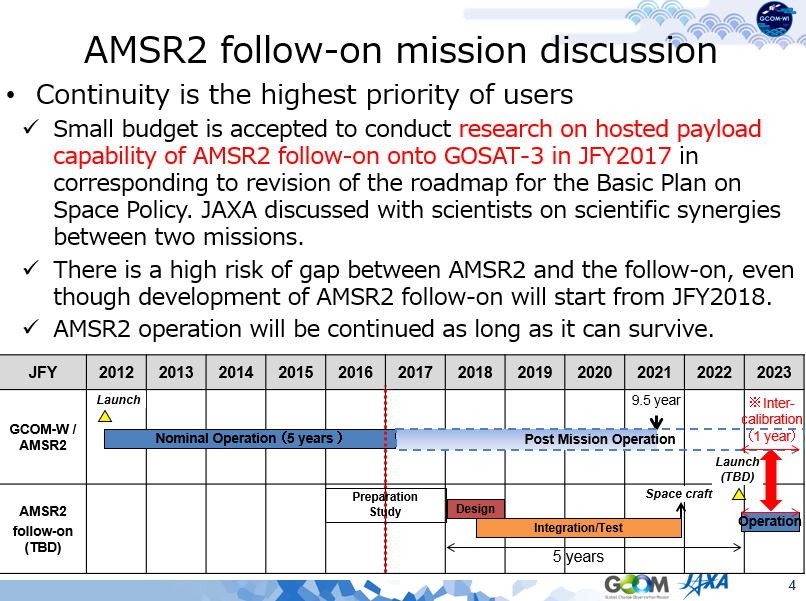 GCOM-W1
AMSR2 follow-on mission discussion
• Continuity is the highest priority of users
✓ Small budget is accepted to conduct research on hosted payload
capability of AMSR2 follow-on onto GOSAT-3 in JFY2017 in
corresponding to revision of the roadmap for the Basic Plan on
Space Policy. JAXA discussed with scientists on scientific synergies
between two missions.
✓ There is a high risk of gap between AMSR2 and the follow-on, even
though development of AMSR2 follow-on will start from JFY2018.
✓ AMSR2 operation will be continued as long as it can survive.
JFY 2012 2013 2014 2015 2016 2017 2018 2019 2020 2021 2022 2023
Launch
9.5 year
※Inter-
calibration
（1 year）
GCOM-W /
AMSR2
Nominal Operation（5 years ）
Post Mission Operation
Launch
(TBD)
AMSR2
follow-on
(TBD)
Preparation
Study
Design
Space craft
Integration/Test
Operation
5 years
GCOM
Global Change Observation Mission
JAXA
4